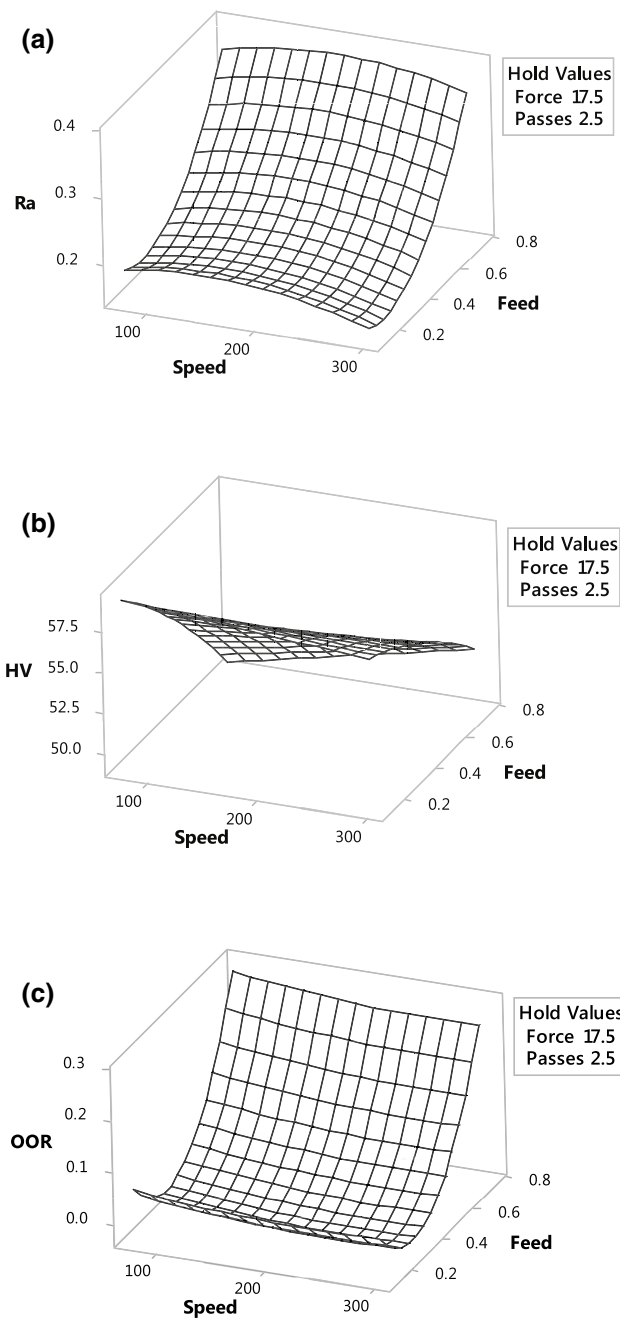 (a)
Hold Values
Force 17.5
Passes 2.5
0.4
0.3
Ra
0.2
0.8
0.6
0.4
Feed
0.2
100
200
300
Speed
(b)
Hold Values
Force 17.5
Passes 2.5
57.5
55.0
HV
52.5
50.0
0.8
0.6
0.4
Feed
0.2
100
200
300
Speed
(c)
Hold Values
Force 17.5
Passes 2.5
0.3
0.2
OOR
0.1
0.0
0.8
0.6
0.4
Feed
0.2
100
200
300
Speed